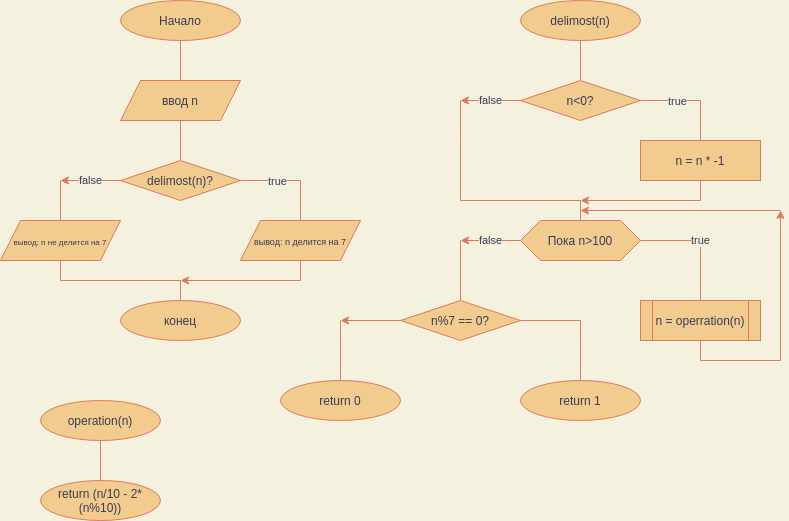 Начало
ввод n
delimost(n)?
false
true
вывод: n не делится на 7
вывод: n делится на 7
конец
delimost(n)
n<0?
false
true
n = n * -1
Пока n>100
false
true
n%7 == 0?
n = operration(n)
return 0
return 1
operation(n)
return (n/10 - 2*
(n%10))